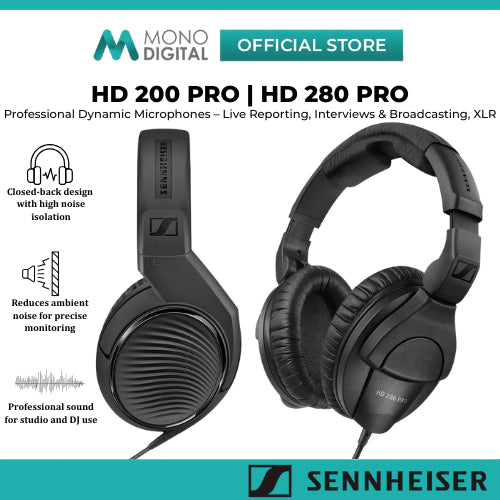 MONO
DIGITAL
OFFICIAL STORE
HD 200 PRO | HD 280 PRO
Professional Dynamic Microphones – Live Reporting, Interviews & Broadcasting, XLR
Closed-back design
with high noise
isolation
Reduces ambient
noise for precise
monitoring
Professional sound
for studio and DJ use
SENNHEISER
SENNHEISER
HD 280 PRO
SENNHEISER